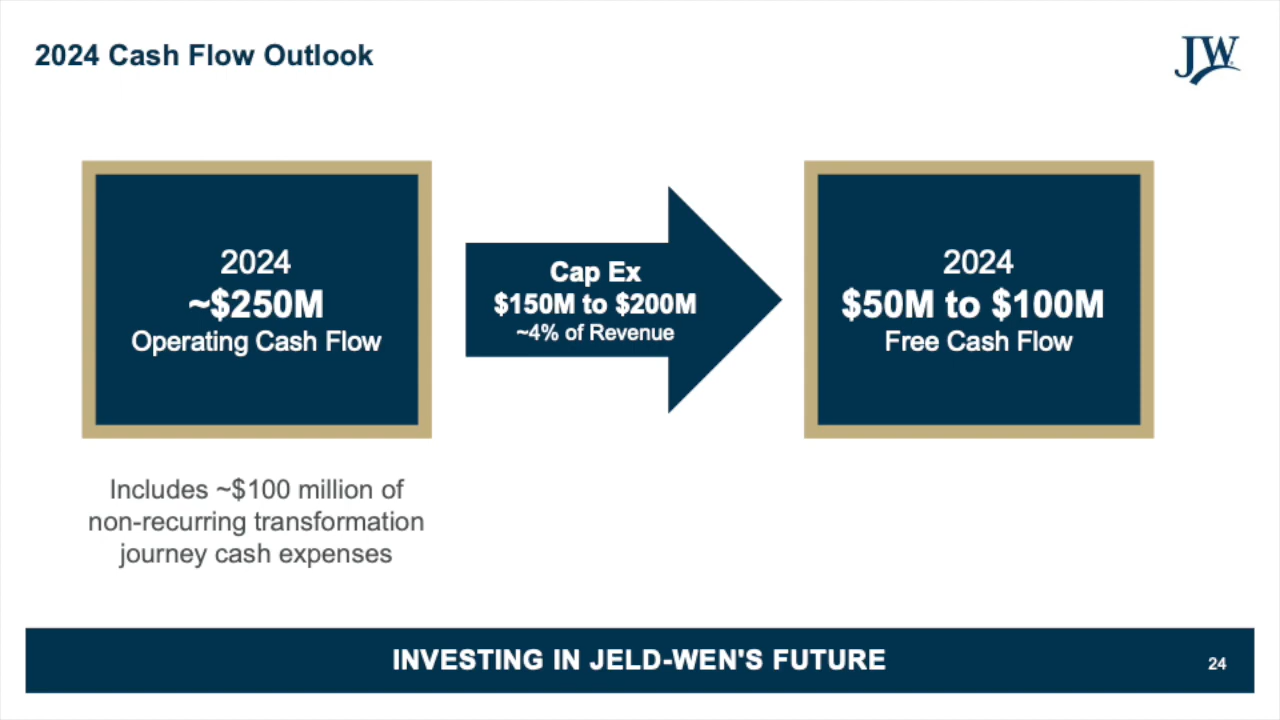 2024 Cash Flow Outlook
JW
2024
~$250M
Operating Cash Flow
Cap Ex
$150M to $200M
~4% of Revenue
2024
$50M to $100M
Free Cash Flow
Includes ~$100 million of
non-recurring transformation
journey cash expenses
INVESTING IN JELD-WEN'S FUTURE
24